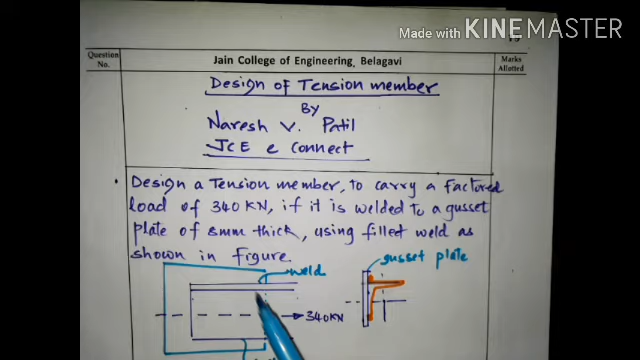 Made with KINEMASTER
Question No.
Jain College of Engineering, Belagavi
Marks Allotted
Design of Tension member
By
Naresh V. Patil
JCE e Connect
• Design a Tension member, to carry a factored
load of 340 KN, if it is welded to a gusset
plate of 8mm thick, using filled weld as
shown in Figure
weld
gusset plate
340KN